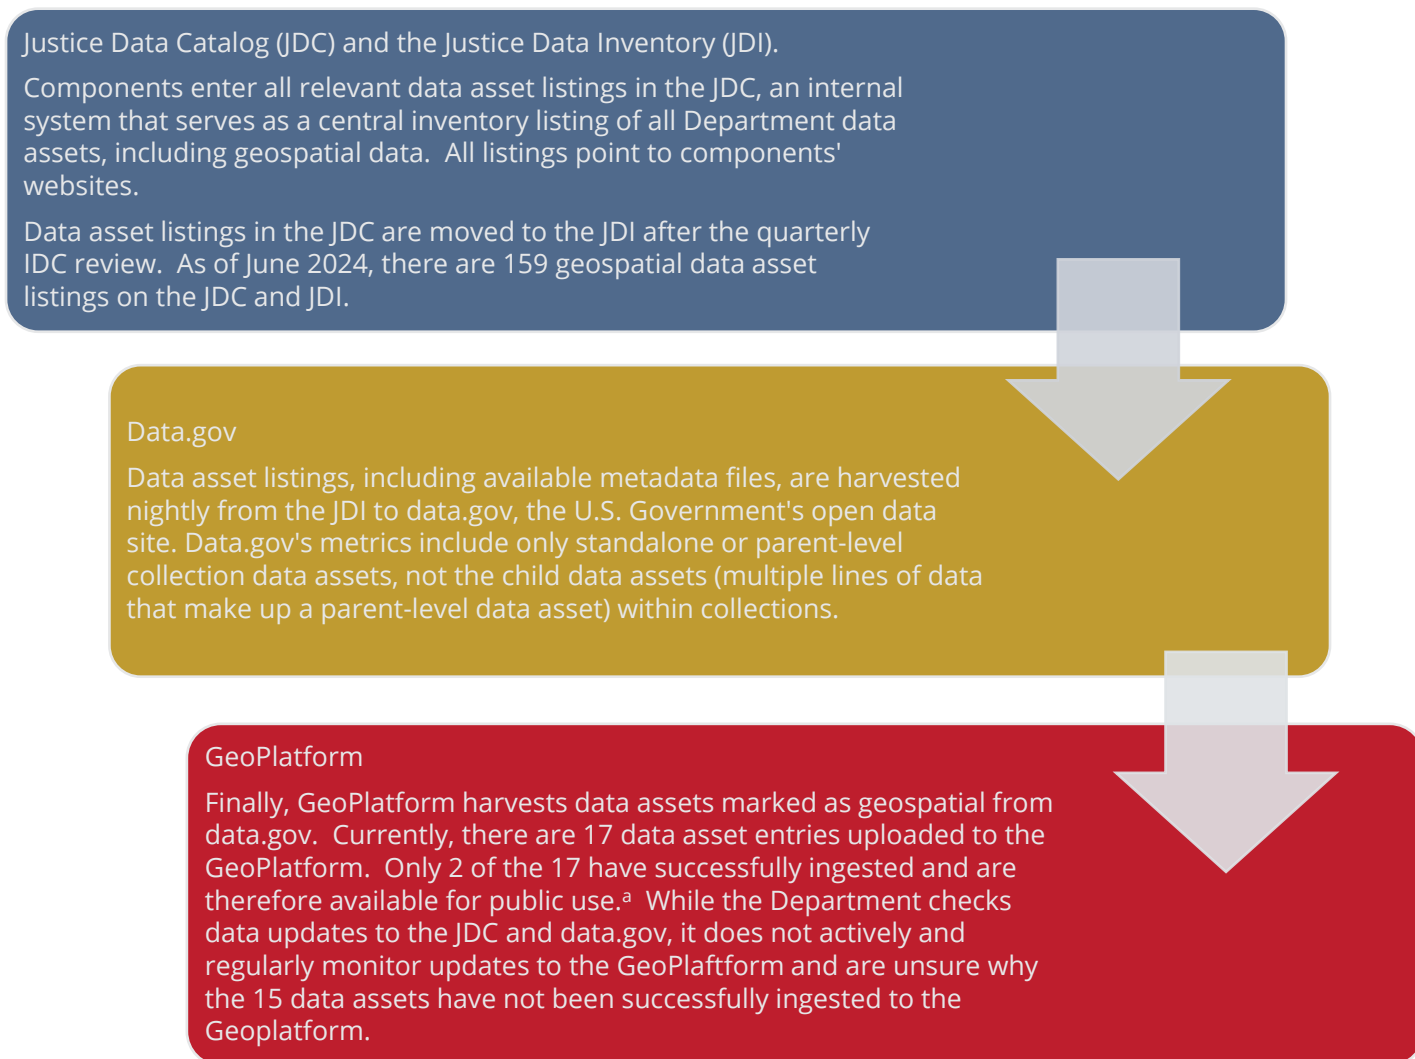 Justice Data Catalog (JDC) and the Justice Data Inventory (JDI).
Components enter all relevant data asset listings in the JDC, an internal
system that serves as a central inventory listing of all Department data
assets, including geospatial data.  All listings point to components'
websites.
Data asset listings in the JDC are moved to the JDI after the quarterly
IDC review.  As of June 2024, there are 159 geospatial data asset
listings on the JDC and JDI.
Data.gov
Data asset listings, including available metadata files, are harvested
nightly from the JDI to data.gov, the U.S. Government's open data
site. Data.gov's metrics include only standalone or parent-level
collection data assets, not the child data assets (multiple lines of data
that make up a parent-level data asset) within collections.
GeoPlatform
Finally, GeoPlatform harvests data assets marked as geospatial from
data.gov.  Currently, there are 17 data asset entries uploaded to the
GeoPlatform.  Only 2 of the 17 have successfully ingested and are
therefore available for public use.ᵃ  While the Department checks
data updates to the JDC and data.gov, it does not actively and
regularly monitor updates to the GeoPlaftform and are unsure why
the 15 data assets have not been successfully ingested to the
Geoplatform.